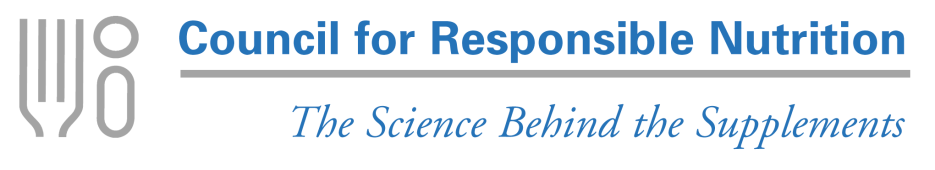 Council for Responsible Nutrition
The Science Behind the Supplements